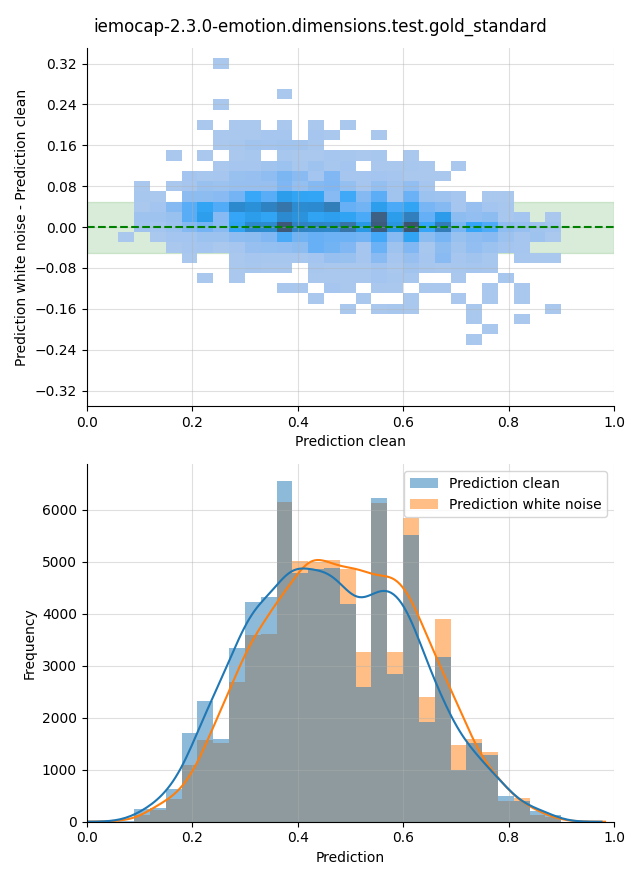 iemocap-2.3.0-emotion.dimensions.test.gold_standard
Prediction white noise - Prediction clean
0.32
0.24
0.16
0.08
0.00
−0.08
−0.16
−0.24
−0.32
0.0 0.2 0.4 0.6 0.8 1.0
Prediction clean
Prediction clean
Prediction white noise
Frequency
6000
5000
4000
3000
2000
1000
0
0.0 0.2 0.4 0.6 0.8 1.0
Prediction